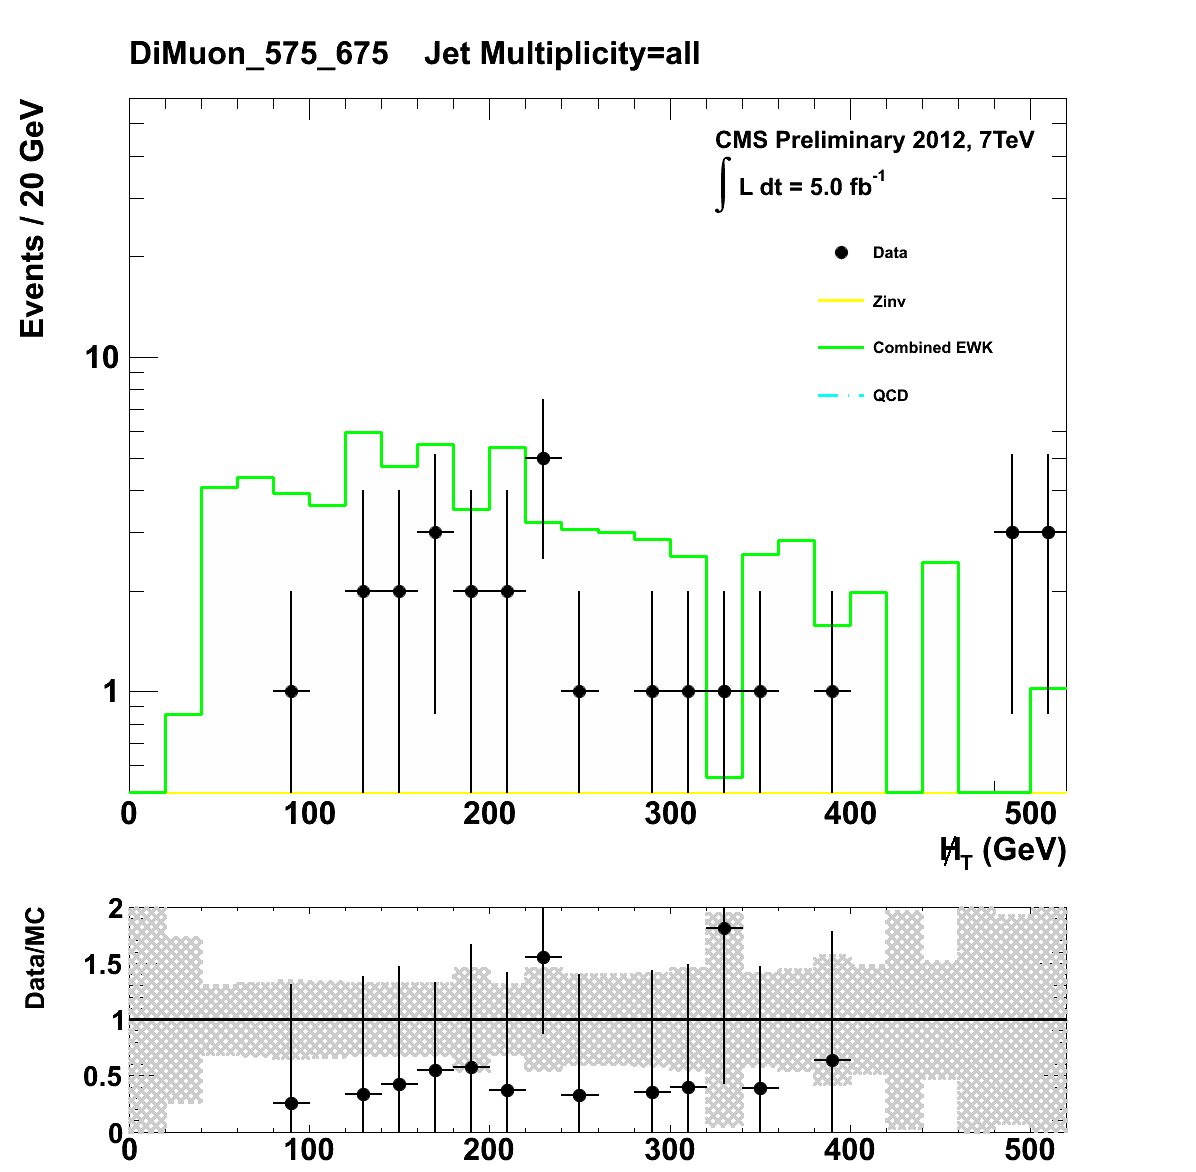 DiMuon_575_675 Jet Multiplicity=all
Events / 20 GeV
CMS Preliminary 2012, 7TeV
∫ L dt = 5.0 fb⁻¹
Data
Zinv
Combined EWK
QCD
10
1
0 100 200 300 400 500
H̸_T (GeV)
Data/MC
2
1.5
1
0.5
0
0 100 200 300 400 500